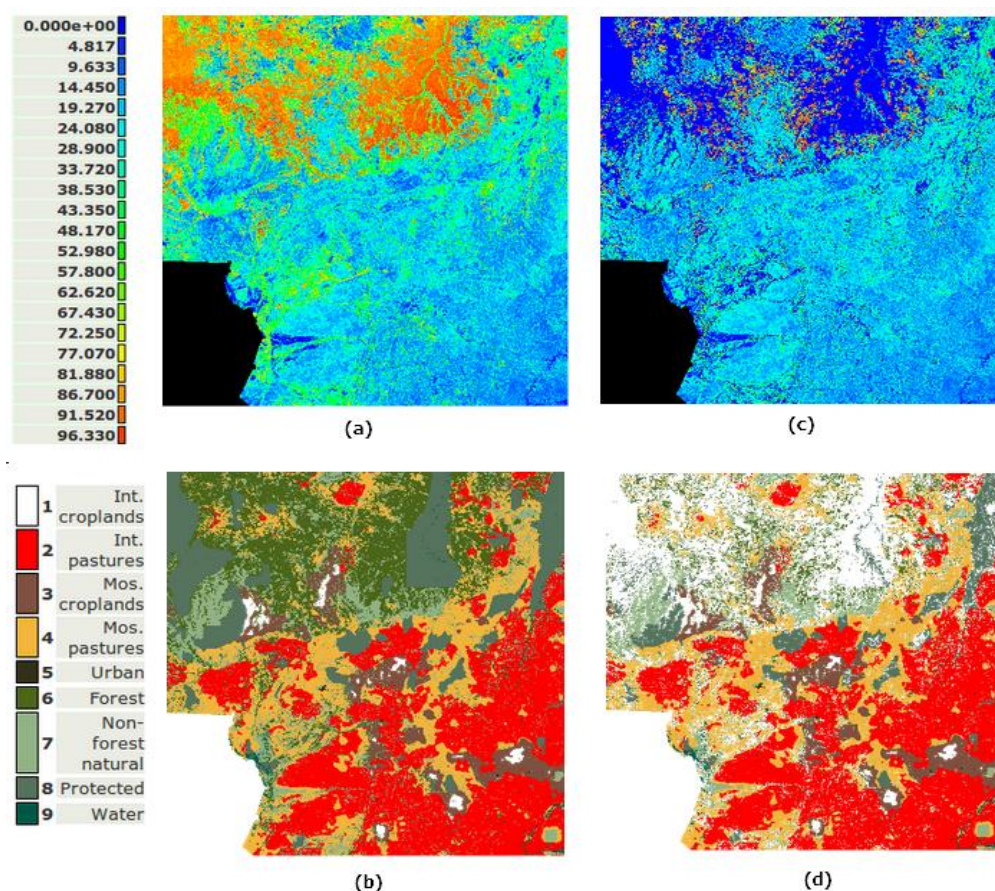 0.000e+00
4.817
9.633
14.450
19.270
24.080
28.900
33.720
38.530
43.350
48.170
52.980
57.800
62.620
67.430
72.250
77.070
81.880
86.700
91.520
96.330
(a)
(c)
1 Int.
croplands
2 Int.
pastures
3 Mos.
croplands
4 Mos.
pastures
5 Urban
6 Forest
7 Non-
forest
natural
8 Protected
9 Water
(b)
(d)